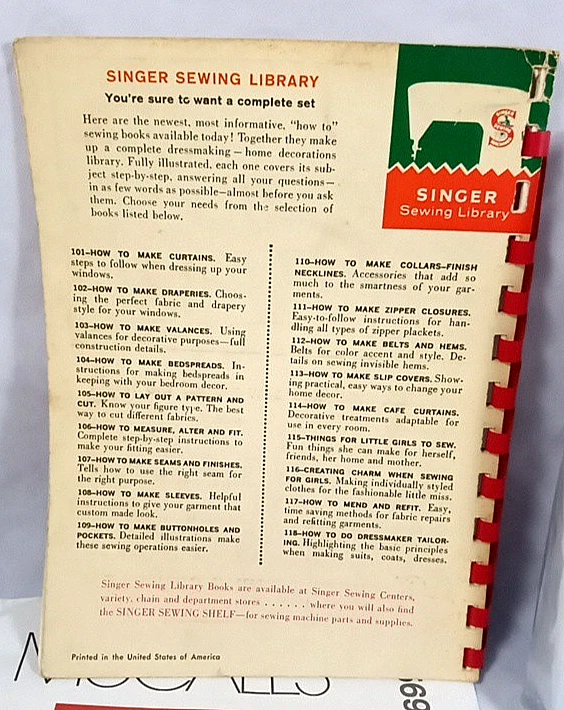 SINGER SEWING LIBRARY
You're sure to want a complete set
Here are the newest, most informative, "how to"
sewing books available today! Together they make
up a complete dressmaking — home decorations
library. Fully illustrated, each one covers its sub-
ject step-by-step, answering all your questions—
in as few words as possible—almost before you ask
them. Choose your needs from the selection of
books listed below.
S
SINGER
Sewing Library
101—HOW TO MAKE CURTAINS. Easy
steps to follow when dressing up your
windows.
102—HOW TO MAKE DRAPERIES. Choos-
ing the perfect fabric and drapery
style for your windows.
103—HOW TO MAKE VALANCES. Using
valances for decorative purposes—full
construction details.
104—HOW TO MAKE BEDSPREADS. In-
structions for making bedspreads in
keeping with your bedroom decor.
105—HOW TO LAY OUT A PATTERN AND
CUT. Know your figure type. The best
way to cut different fabrics.
106—HOW TO MEASURE, ALTER AND FIT.
Complete step-by-step instructions to
make your fitting easier.
107—HOW TO MAKE SEAMS AND FINISHES.
Tells how to use the right seam for
the right purpose.
108—HOW TO MAKE SLEEVES. Helpful
instructions to give your garment that
custom made look.
109—HOW TO MAKE BUTTONHOLES AND
POCKETS. Detailed illustrations make
these sewing operations easier.
110—HOW TO MAKE COLLARS—FINISH
NECKLINES. Accessories that add so
much to the smartness of your gar-
ments.
111—HOW TO MAKE ZIPPER CLOSURES.
Easy-to-follow instructions for han-
dling all types of zipper plackets.
112—HOW TO MAKE BELTS AND HEMS.
Belts for color accent and style. De-
tails on sewing invisible hems.
113—HOW TO MAKE SLIP COVERS. Show-
ing practical, easy ways to change your
home decor.
114—HOW TO MAKE CAFE CURTAINS.
Decorative treatments adaptable for
use in every room.
115—THINGS FOR LITTLE GIRLS TO SEW.
Fun things she can make for herself,
friends, her home and mother.
116—CREATING CHARM WHEN SEWING
FOR GIRLS. Making individually styled
clothes for the fashionable little miss.
117—HOW TO MEND AND REFIT. Easy,
time saving methods for fabric repairs
and refitting garments.
118—HOW TO DO DRESSMAKER TAILOR-
ING. Highlighting the basic principles
when making suits, coats, dresses.
Singer Sewing Library Books are available at Singer Sewing Centers,
variety, chain and department stores . . . . . . where you will also find
the SINGER SEWING SHELF—for sewing machine parts and supplies.
Printed in the United States of America
McCALLS
69